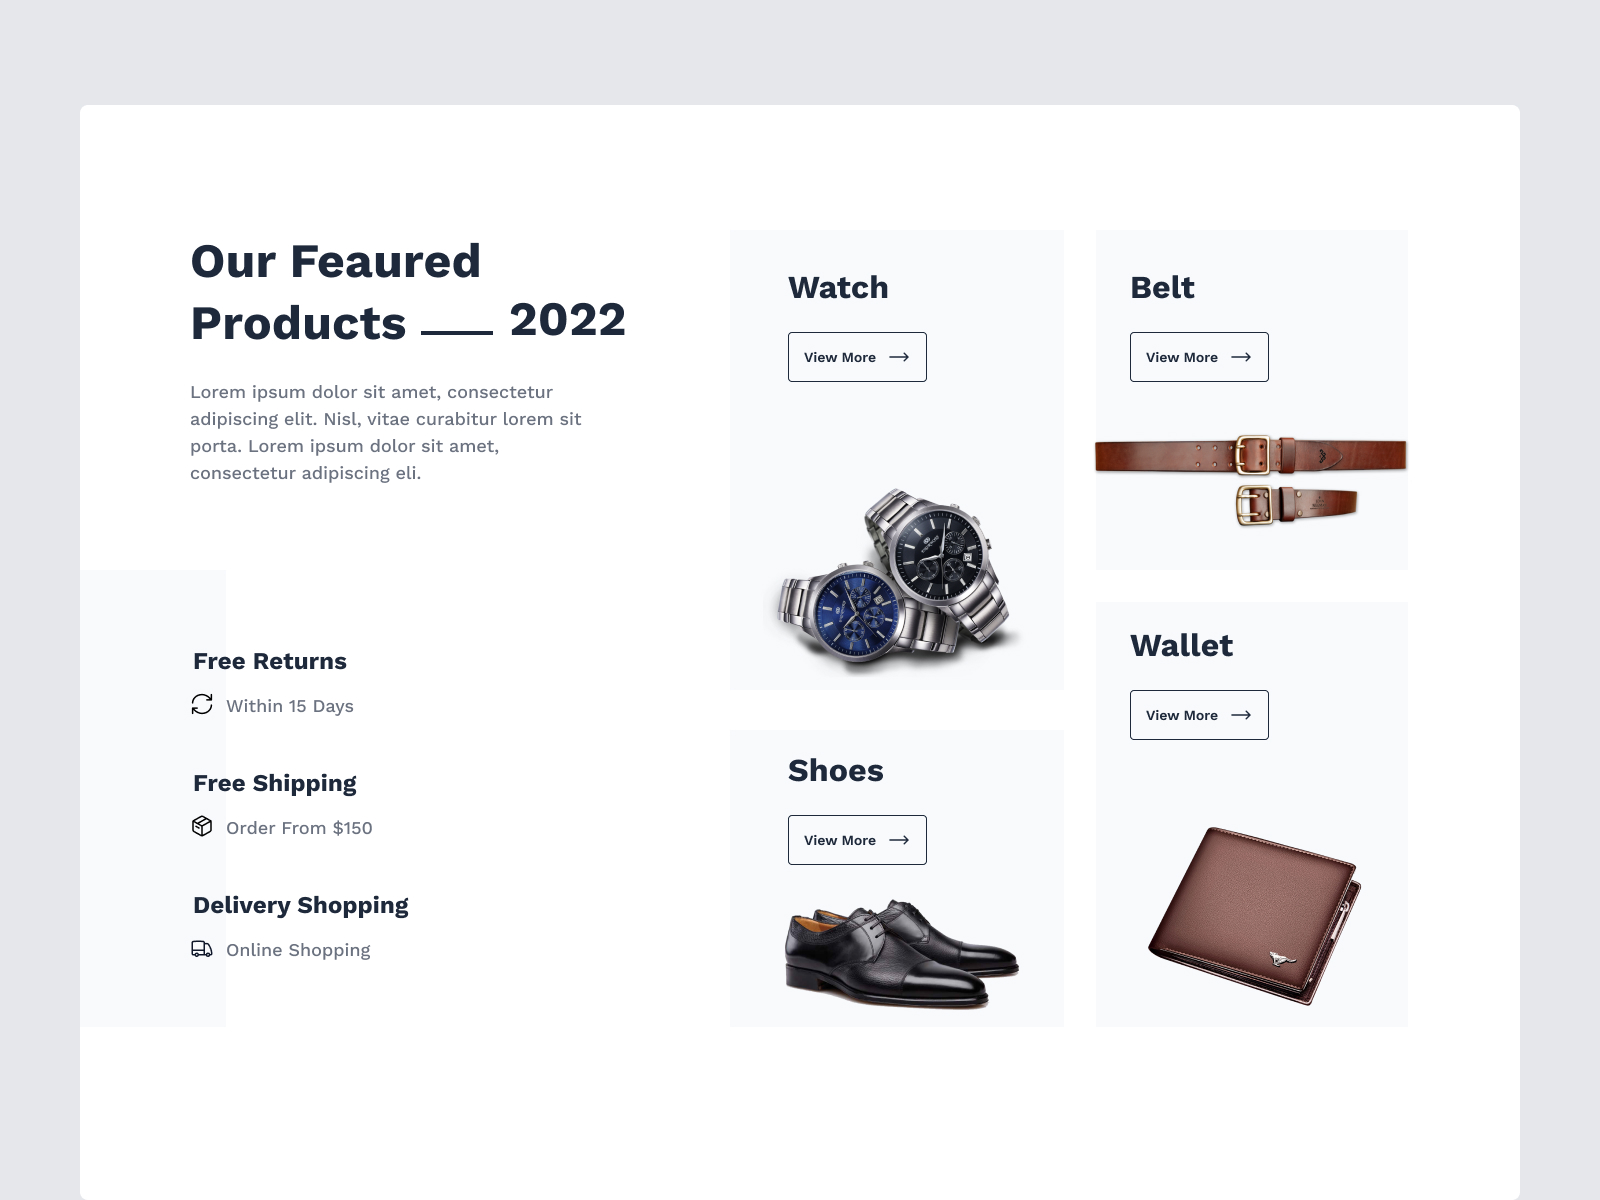 Our Feaured
Products 2022
Lorem ipsum dolor sit amet, consectetur
adipiscing elit. Nisl, vitae curabitur lorem sit
porta. Lorem ipsum dolor sit amet,
consectetur adipiscing eli.
Free Returns
Within 15 Days
Free Shipping
Order From $150
Delivery Shopping
Online Shopping
Watch
View More
Shoes
View More
Belt
View More
Wallet
View More